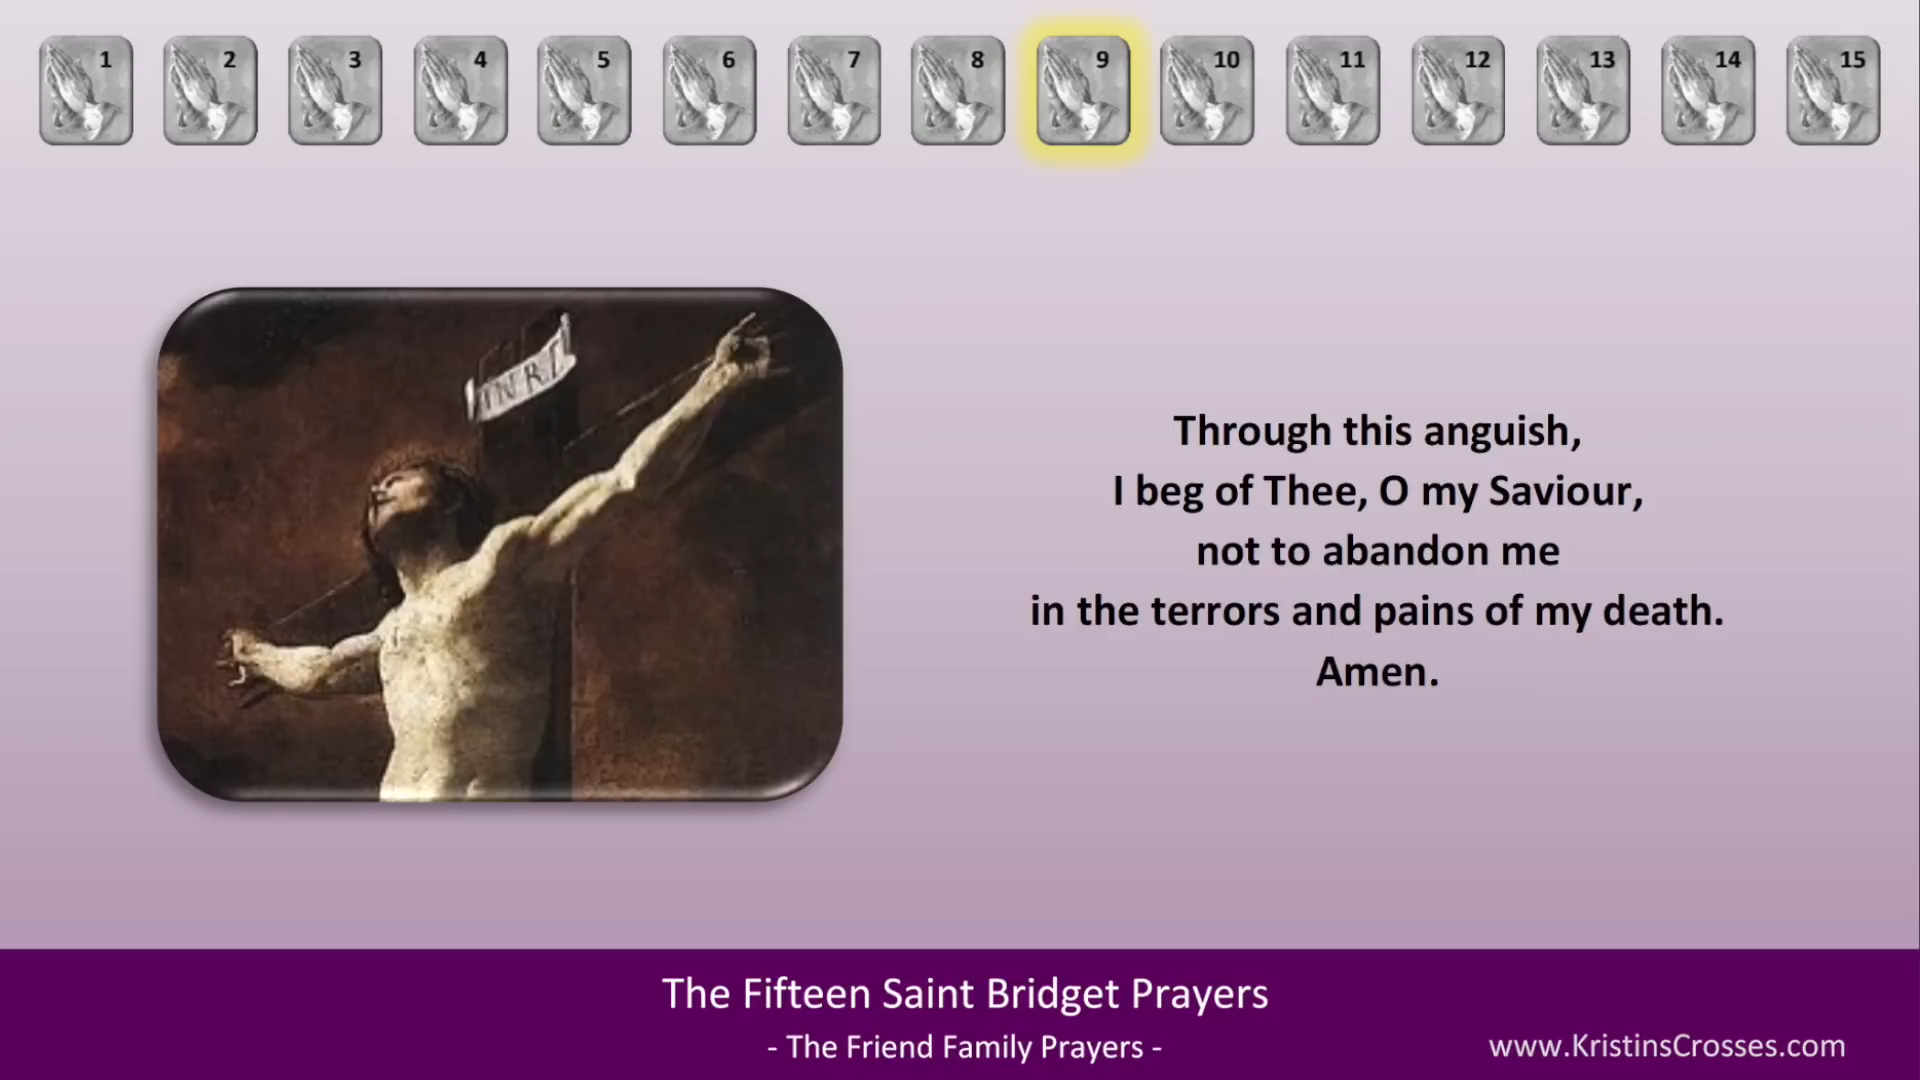 1 2 3 4 5 6 7 8 9 10 11 12 13 14 15
INRI
Through this anguish,
I beg of Thee, O my Saviour,
not to abandon me
in the terrors and pains of my death.
Amen.
The Fifteen Saint Bridget Prayers
- The Friend Family Prayers -
www.KristinsCrosses.com